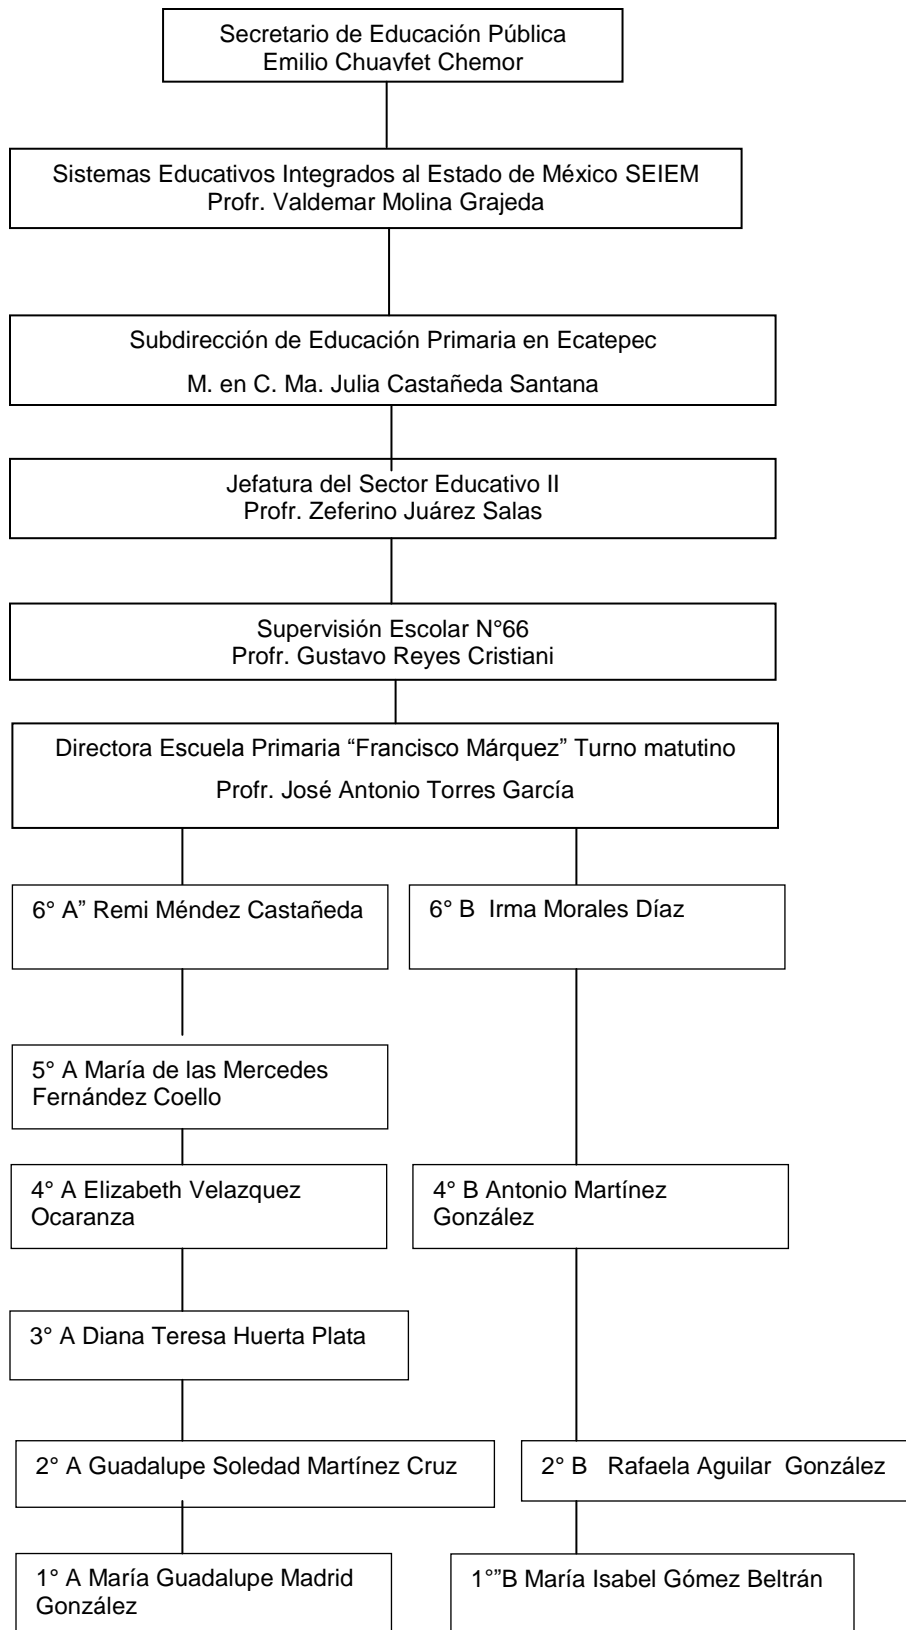 Secretario de Educación Pública
Emilio Chuayfet Chemor
Sistemas Educativos Integrados al Estado de México SEIEM
Profr. Valdemar Molina Grajeda
Subdirección de Educación Primaria en Ecatepec
M. en C. Ma. Julia Castañeda Santana
Jefatura del Sector Educativo II
Profr. Zeferino Juárez Salas
Supervisión Escolar N°66
Profr. Gustavo Reyes Cristiani
Directora Escuela Primaria “Francisco Márquez” Turno matutino
Profr. José Antonio Torres García
6° A” Remi Méndez Castañeda
6° B Irma Morales Díaz
5° A María de las Mercedes
Fernández Coello
4° A Elizabeth Velazquez
Ocaranza
4° B Antonio Martínez
González
3° A Diana Teresa Huerta Plata
2° A Guadalupe Soledad Martínez Cruz
2° B Rafaela Aguilar González
1° A María Guadalupe Madrid
González
1°”B María Isabel Gómez Beltrán